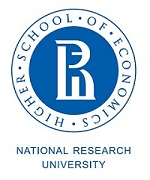 HIGHER · SCHOOL OF ECONOMICS ·
NATIONAL RESEARCH
UNIVERSITY